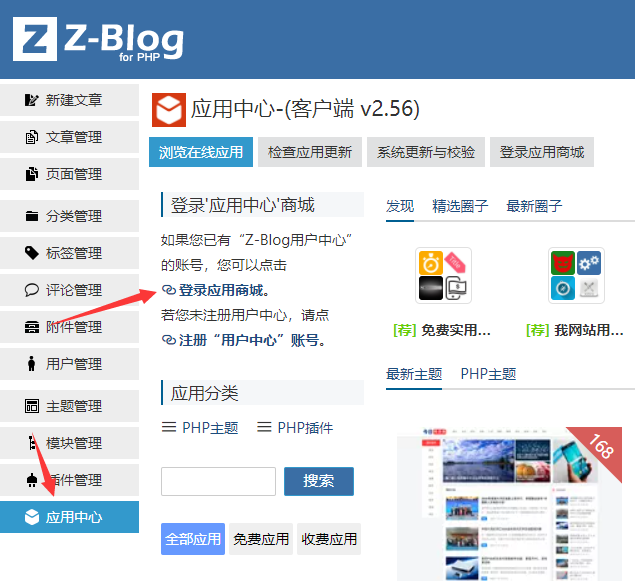 Z-Blog
for PHP
新建文章
文章管理
页面管理
分类管理
标签管理
评论管理
附件管理
用户管理
主题管理
模块管理
插件管理
应用中心
应用中心-(客户端 v2.56)
浏览在线应用
检查应用更新
系统更新与校验
登录应用商城
登录'应用中心'商城
如果您已有“Z-Blog用户中心”
的账号，您可以点击
登录应用商城。
若您未注册用户中心，请点
注册“用户中心”账号。
应用分类
PHP主题
PHP插件
搜索
全部应用
免费应用
收费应用
发现
精选圈子
最新圈子
[荐] 免费实用...
[荐] 我网站用...
最新主题
PHP主题
168